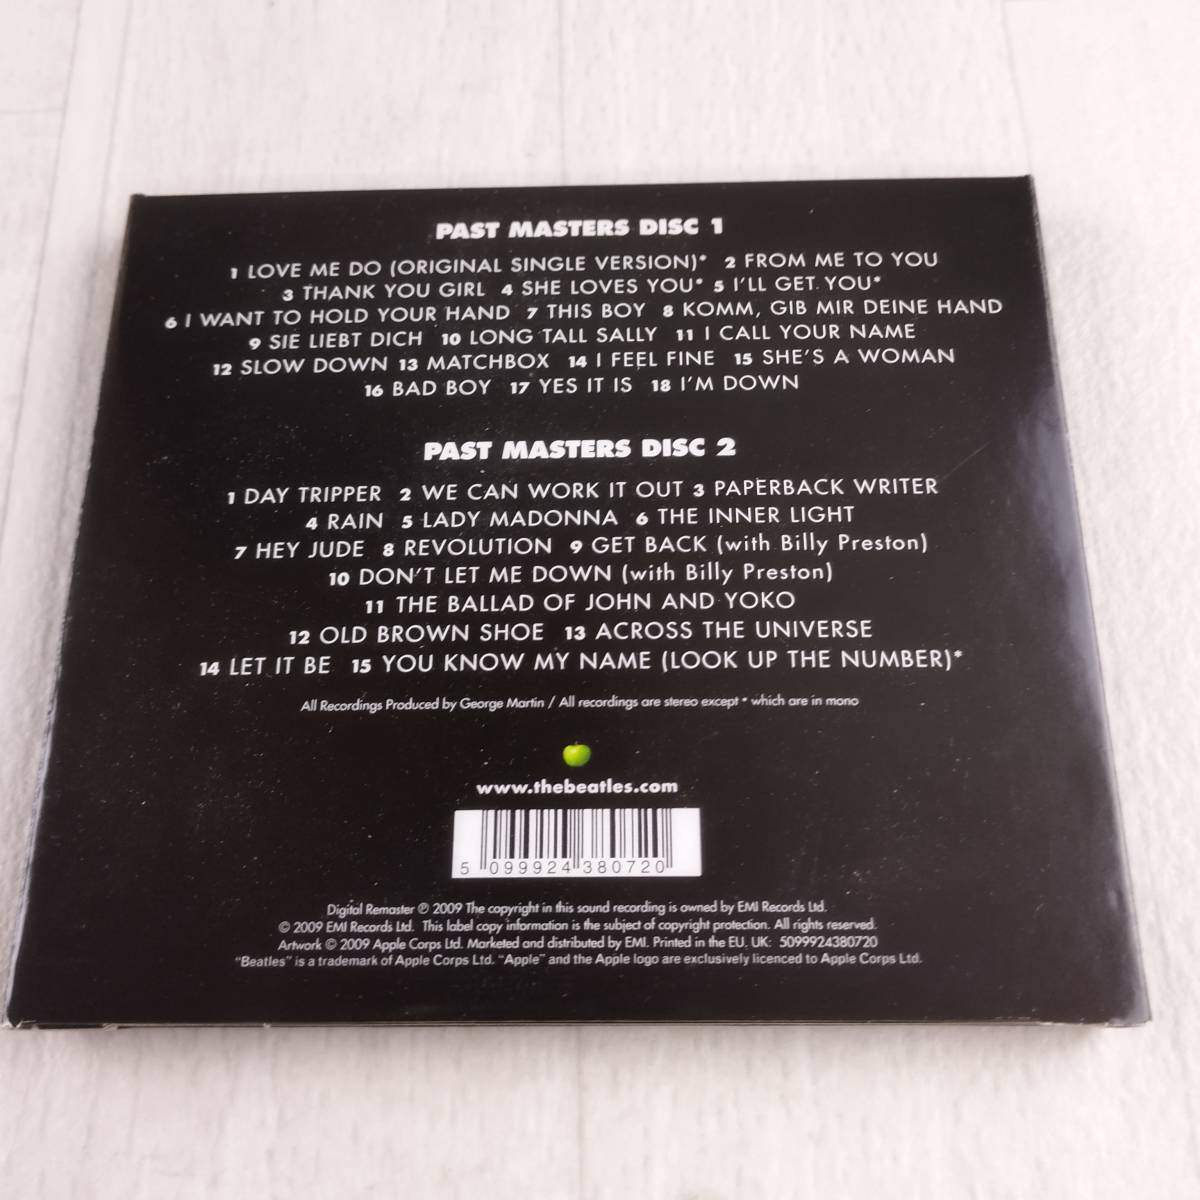 PAST MASTERS DISC 1
1 LOVE ME DO (ORIGINAL SINGLE VERSION)* 2 FROM ME TO YOU
3 THANK YOU GIRL 4 SHE LOVES YOU* 5 I'LL GET YOU*
6 I WANT TO HOLD YOUR HAND 7 THIS BOY 8 KOMM, GIB MIR DEINE HAND
9 SIE LIEBT DICH 10 LONG TALL SALLY 11 I CALL YOUR NAME
12 SLOW DOWN 13 MATCHBOX 14 I FEEL FINE 15 SHE'S A WOMAN
16 BAD BOY 17 YES IT IS 18 I'M DOWN
PAST MASTERS DISC 2
1 DAY TRIPPER 2 WE CAN WORK IT OUT 3 PAPERBACK WRITER
4 RAIN 5 LADY MADONNA 6 THE INNER LIGHT
7 HEY JUDE 8 REVOLUTION 9 GET BACK (with Billy Preston)
10 DON'T LET ME DOWN (with Billy Preston)
11 THE BALLAD OF JOHN AND YOKO
12 OLD BROWN SHOE 13 ACROSS THE UNIVERSE
14 LET IT BE 15 YOU KNOW MY NAME (LOOK UP THE NUMBER)*
All Recordings Produced by George Martin / All recordings are stereo except * which are in mono
www.thebeatles.com
5 099924 380720
Digital Remaster ℗ 2009 The copyright in this sound recording is owned by EMI Records Ltd.
© 2009 EMI Records Ltd. This label copy information is the subject of copyright protection. All rights reserved.
Artwork © 2009 Apple Corps Ltd. Marketed and distributed by EMI. Printed in the EU. UK: 5099924380720
"Beatles" is a trademark of Apple Corps Ltd. "Apple" and the Apple logo are exclusively licenced to Apple Corps Ltd.